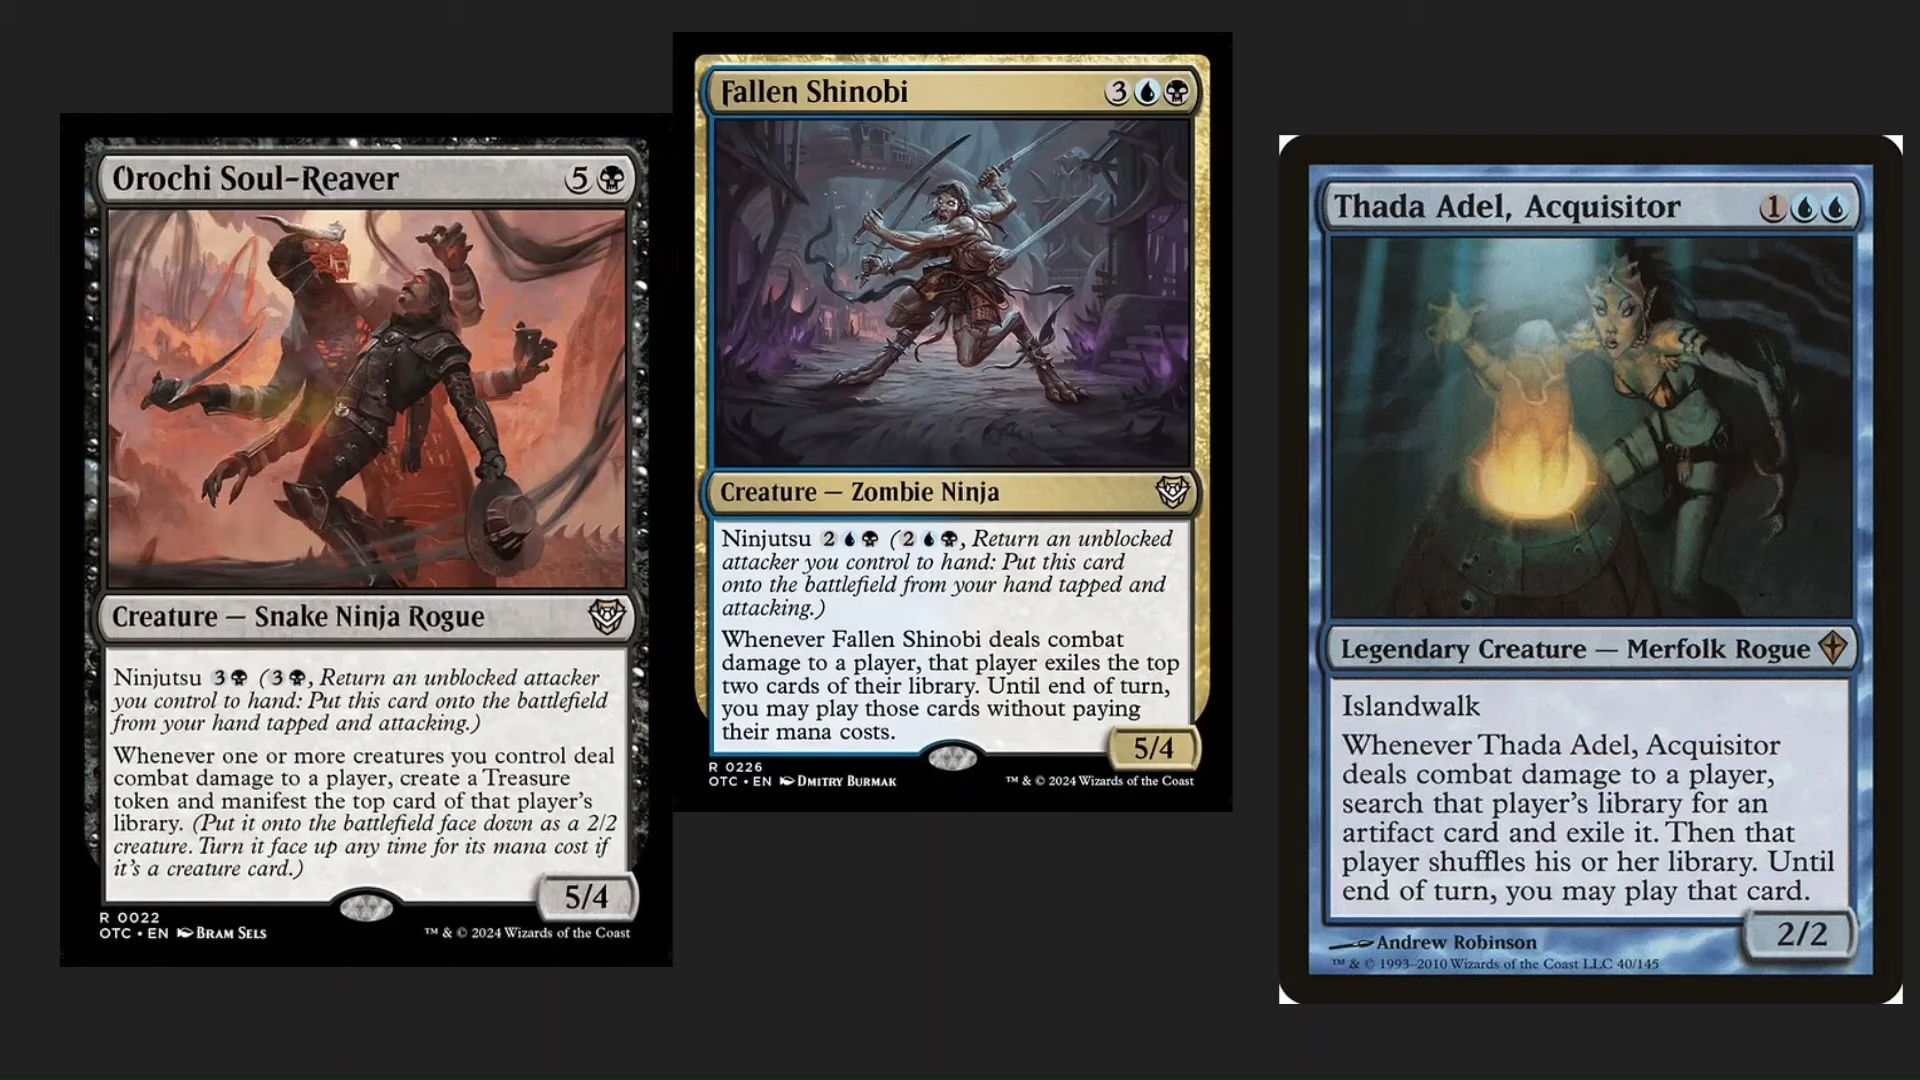 Orochi Soul-Reaver 5
Creature — Snake Ninja Rogue
Ninjutsu 3 (3, Return an unblocked attacker
you control to hand: Put this card onto the battlefield
from your hand tapped and attacking.)
Whenever one or more creatures you control deal
combat damage to a player, create a Treasure
token and manifest the top card of that player's
library. (Put it onto the battlefield face down as a 2/2
creature. Turn it face up any time for its mana cost if
it's a creature card.)
5/4
R 0022
OTC • EN Bram Sels
™ & © 2024 Wizards of the Coast
Fallen Shinobi 3
Creature — Zombie Ninja
Ninjutsu 2 (2, Return an unblocked
attacker you control to hand: Put this card
onto the battlefield from your hand tapped and
attacking.)
Whenever Fallen Shinobi deals combat
damage to a player, that player exiles the top
two cards of their library. Until end of turn,
you may play those cards without paying
their mana costs.
5/4
R 0226
OTC • EN Dmitry Burmak
™ & © 2024 Wizards of the Coast
Thada Adel, Acquisitor 1
Legendary Creature — Merfolk Rogue
Islandwalk
Whenever Thada Adel, Acquisitor
deals combat damage to a player,
search that player's library for an
artifact card and exile it. Then that
player shuffles his or her library. Until
end of turn, you may play that card.
2/2
Andrew Robinson
™ & © 1993–2010 Wizards of the Coast LLC 40/145